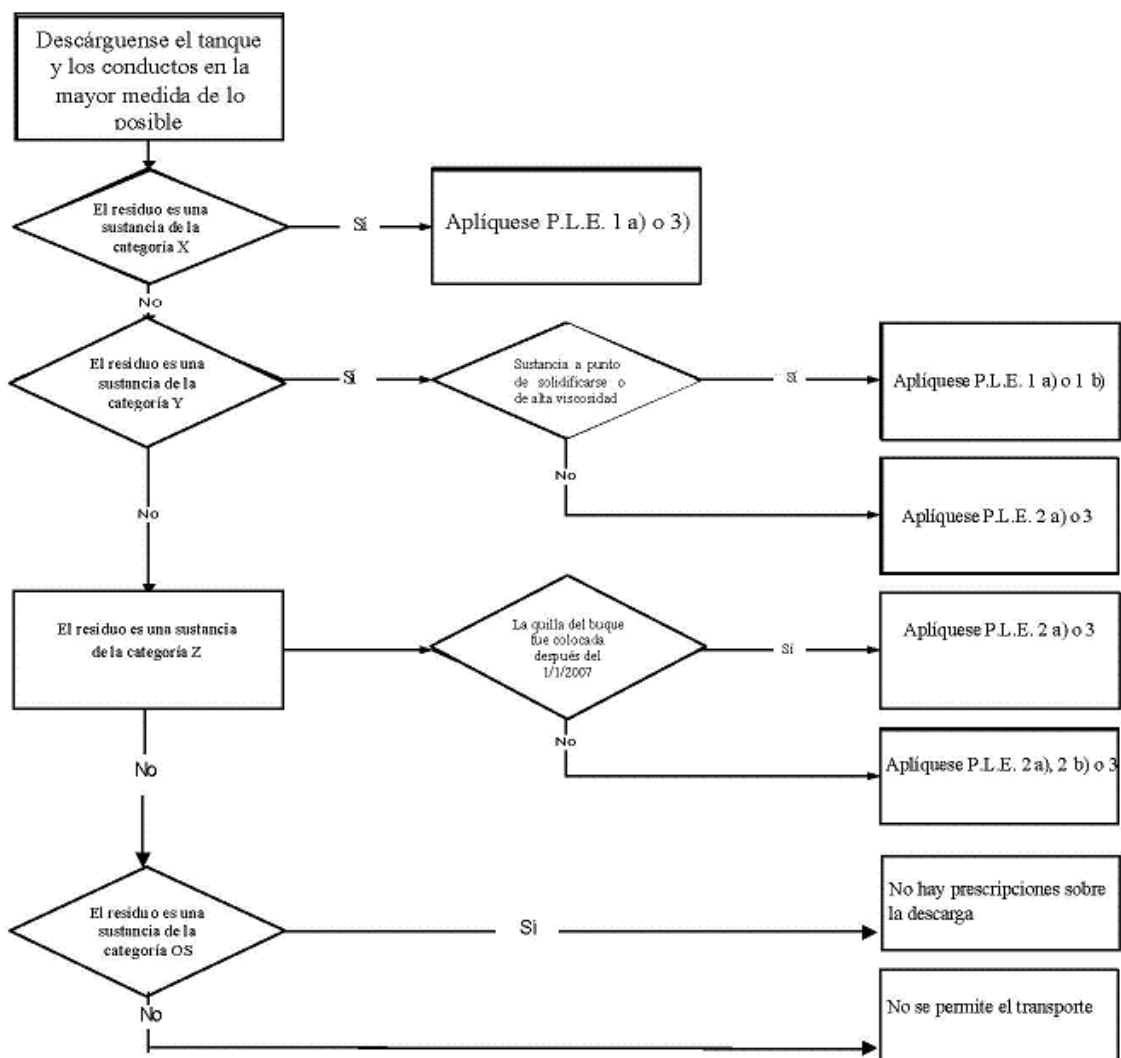 Descárguense el tanque
y los conductos en la
mayor medida de lo
posible
El residuo es una
sustancia de la
categoría X
Sí
Aplíquese P.L.E. 1 a) o 3)
No
El residuo es una
sustancia de la
categoría Y
Sí
Sustancia a punto
de solidificarse o
de alta viscosidad
Sí
Aplíquese P.L.E. 1 a) o 1 b)
No
Aplíquese P.L.E. 2 a) o 3
No
El residuo es una sustancia
de la categoría Z
La quilla del buque
fue colocada
después del
1/1/2007
Sí
Aplíquese P.L.E. 2 a) o 3
No
Aplíquese P.L.E. 2 a), 2 b) o 3
No
El residuo es una
sustancia de la
categoría OS
Sí
No hay prescripciones sobre
la descarga
No
No se permite el transporte